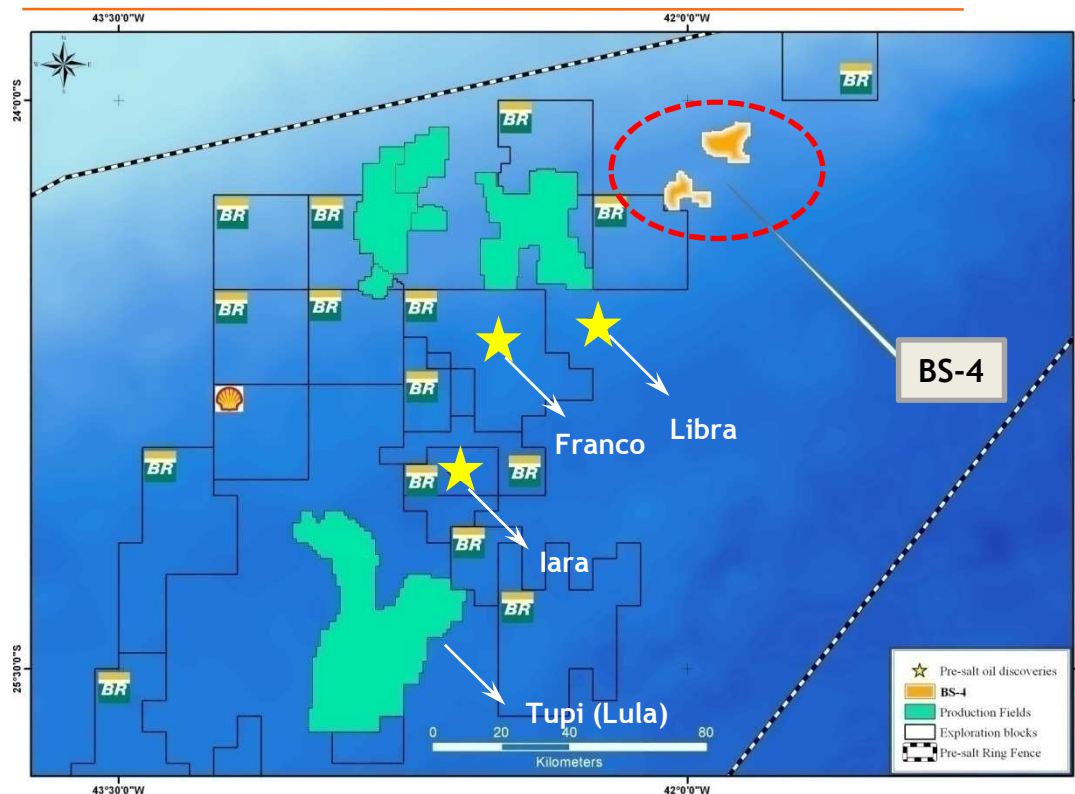 43°30'0"W
42°0'0"W
N
W
E
S
24°0'0"S
BR
BR
BR
BR
BR
BR
BR
BR
BS-4
BR
Franco
Libra
BR
BR
BR
BR
Iara
BR
25°30'0"S
BR
Tupi (Lula)
0 20 40 80
Kilometers
Pre-salt oil discoveries
BS-4
Production Fields
Exploration blocks
Pre-salt Ring Fence
43°30'0"W
42°0'0"W